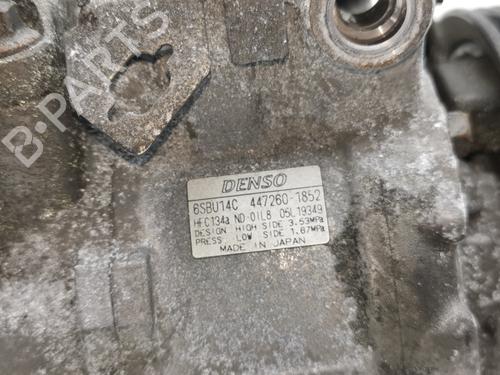 B-PARTS
DENSO
6SBU14C 447260-1852
HFC134a ND-OIL8 05L19349
DESIGN HIGH SIDE 3.53MPa
PRESS. LOW SIDE 1.67MPa
MADE IN JAPAN